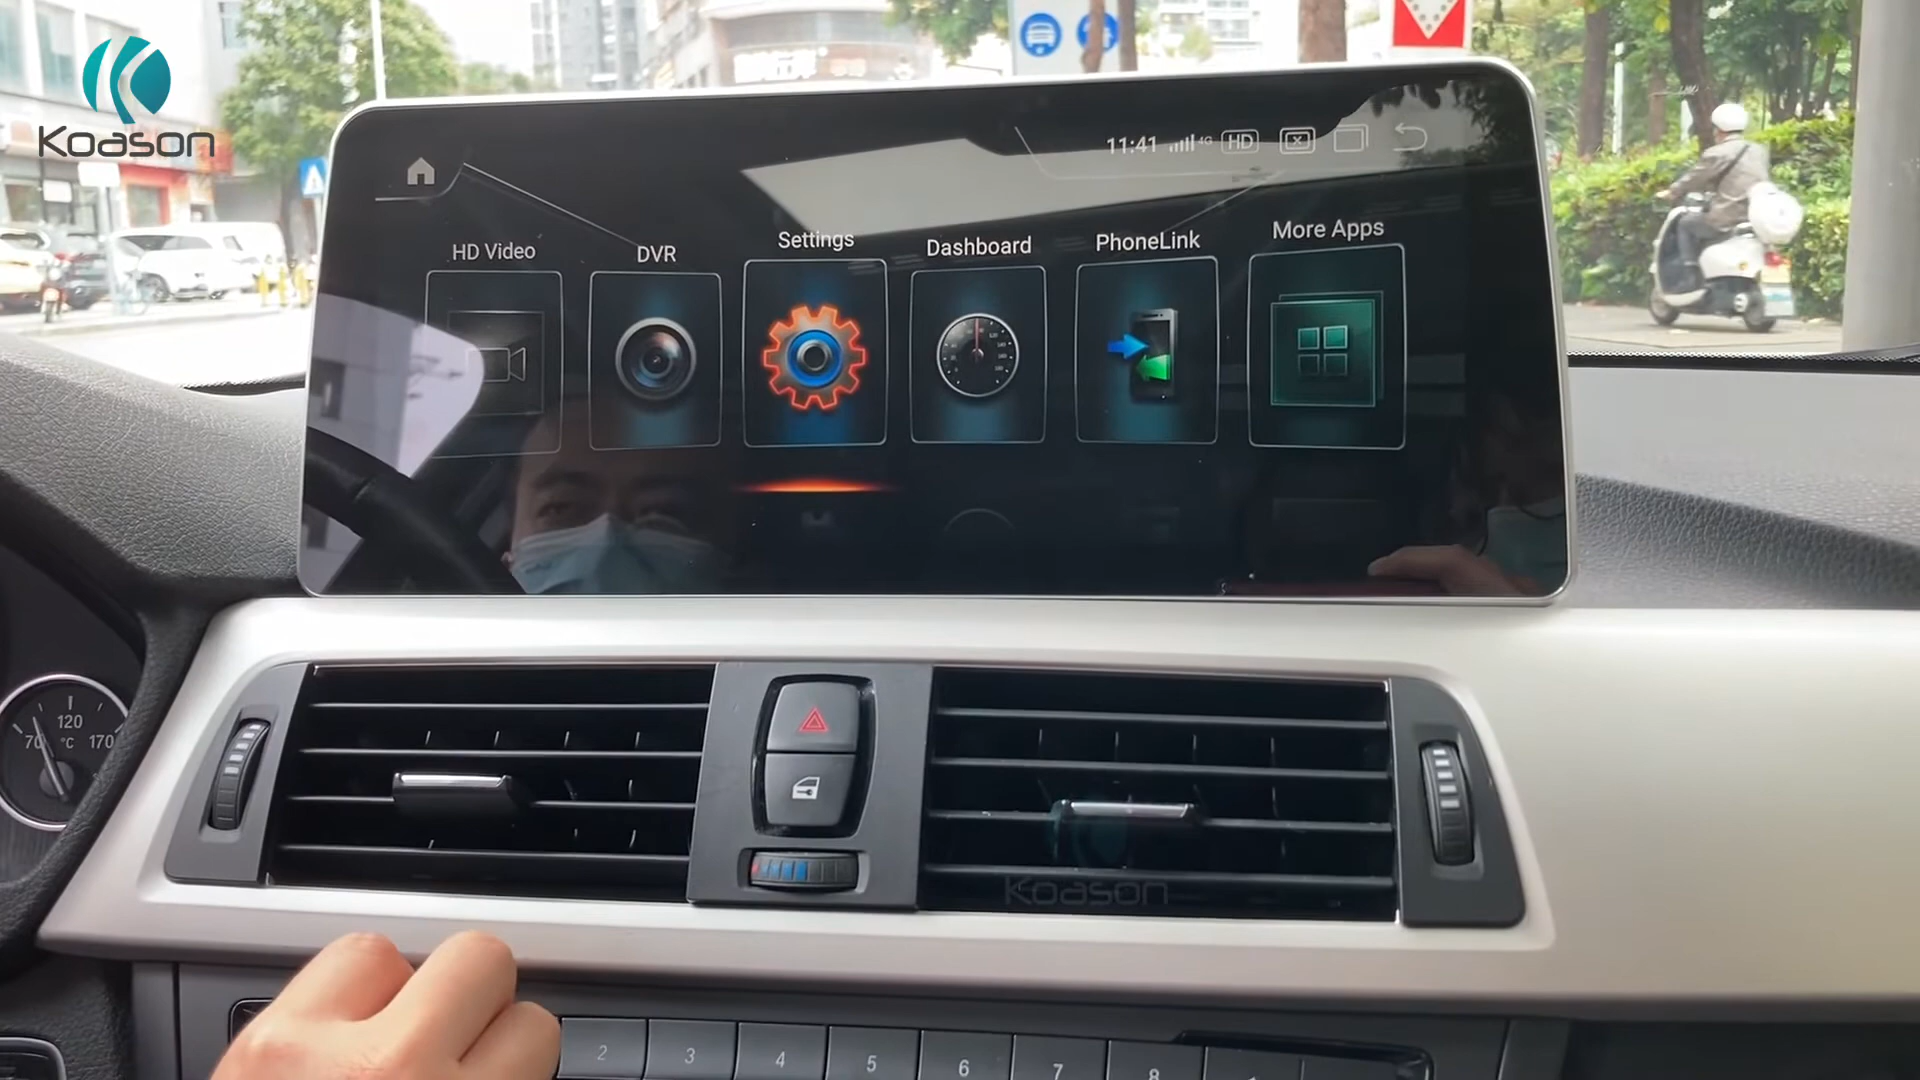 Koason
11:41 4G HD
HD Video
DVR
Settings
Dashboard
PhoneLink
More Apps
120
70 °C 170
Koason
2 3 4 5 6 7 8